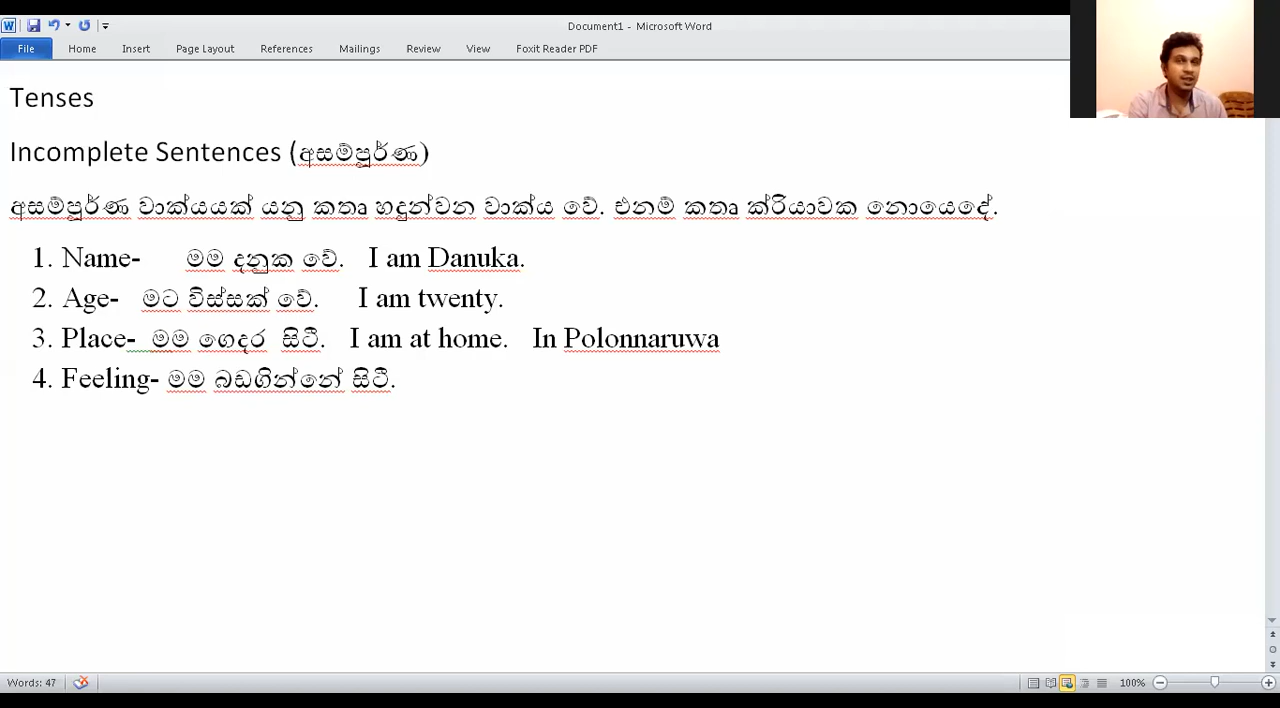 Document1 - Microsoft Word
File Home Insert Page Layout References Mailings Review View Foxit Reader PDF
Tenses
Incomplete Sentences (අසම්පූර්ණ)
අසම්පූර්ණ වාක්යයක් යනු කතෘ හදුන්වන වාක්ය වේ. එනම් කතෘ ක්රියාවක නොයෙදේ.
1. Name- මම දනුක වේ. I am Danuka.
2. Age- මට විස්සක් වේ. I am twenty.
3. Place- මම ගෙදර සිටී. I am at home. In Polonnaruwa
4. Feeling- මම බඩගින්නේ සිටී.
Words: 47 100%